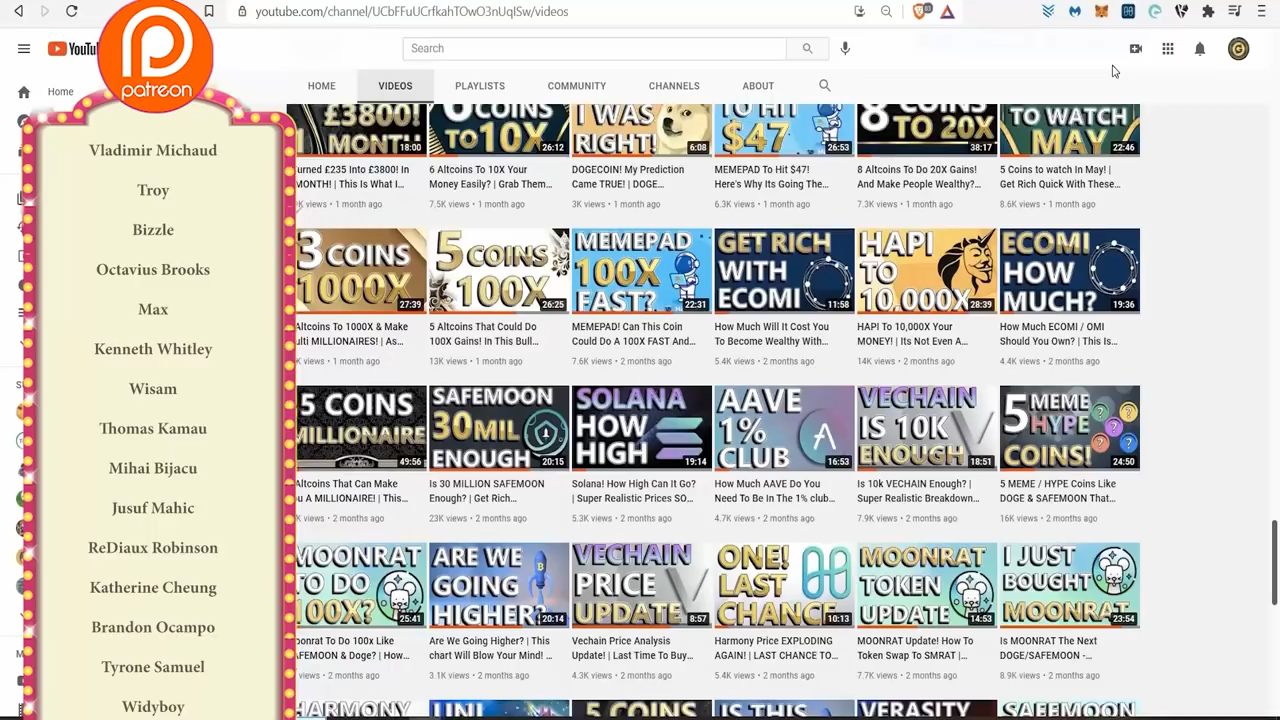 youtube.com/channel/UCbFFuUCrfkahTOwO3nUqlSw/videos
83
YouTu
Search
patreon
Home
HOME
VIDEOS
PLAYLISTS
COMMUNITY
CHANNELS
ABOUT
Vladimir Michaud
Troy
Bizzle
Octavius Brooks
Max
Kenneth Whitley
Wisam
Thomas Kamau
Mihai Bijacu
Jusuf Mahic
ReDiaux Robinson
Katherine Cheung
Brandon Ocampo
Tyrone Samuel
Widyboy
£3800!
MONTH
18:00
COINS
TO 10X
26:12
I WAS
RIGHT!
6:08
TO HIT
$47
26:53
8
TO 20X
38:17
TO WATCH
MAY
22:46
urned £235 Into £3800! In
MONTH! | This Is What I...
K views • 1 month ago
6 Altcoins To 10X Your
Money Easily? | Grab Them...
7.5K views • 1 month ago
DOGECOIN! My Prediction
Came TRUE! | DOGE...
3K views • 1 month ago
MEMEPAD To Hit $47!
Here's Why Its Going The...
6.3K views • 1 month ago
8 Altcoins To Do 20X Gains!
And Make People Wealthy?...
7.3K views • 1 month ago
5 Coins to watch In May! |
Get Rich Quick With These...
8.6K views • 1 month ago
3 COINS
1000X
27:39
5 COINS
100X
26:25
MEMEPAD
100X
FAST?
22:31
GET RICH
WITH
ECOMI
11:58
HAPI
TO
10,000X
28:39
ECOMI
HOW
MUCH?
19:36
Altcoins To 1000X & Make
ulti MILLIONAIRES! | As...
K views • 1 month ago
5 Altcoins That Could Do
100X Gains! In This Bull...
13K views • 1 month ago
MEMEPAD! Can This Coin
Could Do A 100X FAST And...
7.6K views • 2 months ago
How Much Will It Cost You
To Become Wealthy With...
5.4K views • 2 months ago
HAPI To 10,000X Your
MONEY! | Its Not Even A...
14K views • 2 months ago
How Much ECOMI / OMI
Should You Own? | This Is...
4.4K views • 2 months ago
5 COINS
MILLIONAIRE
49:56
SAFEMOON
30MIL
ENOUGH
20:15
SOLANA
HOW
HIGH
19:14
AAVE
1%
CLUB
16:53
VECHAIN
IS 10K
ENOUGH
18:51
5 MEME
/ HYPE
COINS!
24:50
Altcoins That Can Make
u A MILLIONAIRE! | This...
K views • 2 months ago
Is 30 MILLION SAFEMOON
Enough? | Get Rich...
23K views • 2 months ago
Solana! How High Can It Go?
| Super Realistic Prices SO...
5.3K views • 2 months ago
How Much AAVE Do You
Need To Be In The 1% club...
4.7K views • 2 months ago
Is 10k VECHAIN Enough? |
Super Realistic Breakdown...
7.9K views • 2 months ago
5 MEME / HYPE Coins Like
DOGE & SAFEMOON That...
16K views • 2 months ago
MOONRAT
TO DO
100X?
25:41
ARE WE
GOING
HIGHER?
20:14
VECHAIN
PRICE
UPDATE
8:57
ONE!
LAST
CHANCE
10:13
MOONRAT
TOKEN
UPDATE
14:53
I JUST
BOUGHT
MOONRAT
23:54
oonrat To Do 100x Like
AFEMOON & Doge? | How...
K views • 2 months ago
Are We Going Higher? | This
chart Will Blow Your Mind! ...
3.1K views • 2 months ago
Vechain Price Analysis
Update! | Last Time To Buy...
4.3K views • 2 months ago
Harmony Price EXPLODING
AGAIN! | LAST CHANCE TO...
5.4K views • 2 months ago
MOONRAT Update! How To
Token Swap To SMRAT |...
7.7K views • 2 months ago
Is MOONRAT The Next
DOGE/SAFEMOON -...
8.9K views • 2 months ago
HARMONY
UNI
5 COINS
IS THIS
VERASITY
SAFEMOON